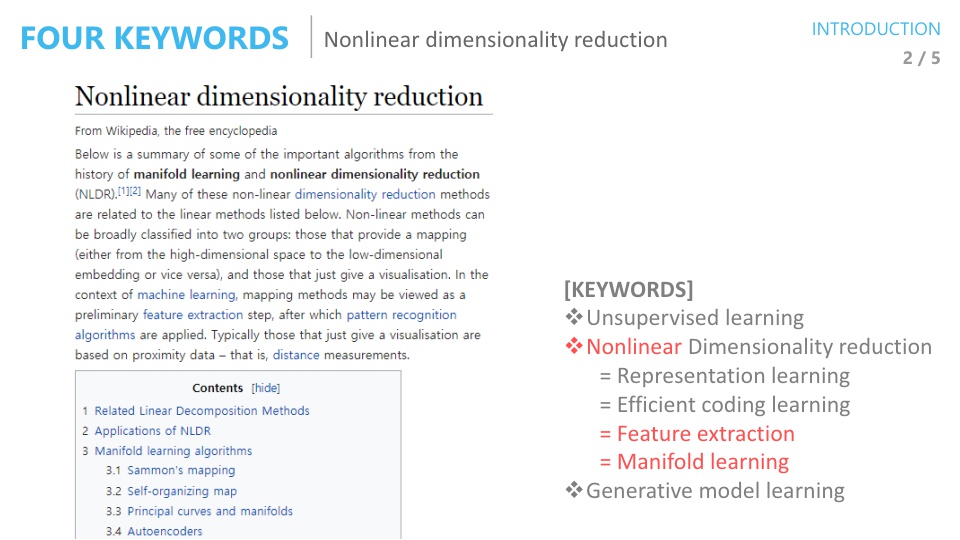 FOUR KEYWORDS
Nonlinear dimensionality reduction
INTRODUCTION
2 / 5
Nonlinear dimensionality reduction
From Wikipedia, the free encyclopedia
Below is a summary of some of the important algorithms from the
history of manifold learning and nonlinear dimensionality reduction
(NLDR).[1][2] Many of these non-linear dimensionality reduction methods
are related to the linear methods listed below. Non-linear methods can
be broadly classified into two groups: those that provide a mapping
(either from the high-dimensional space to the low-dimensional
embedding or vice versa), and those that just give a visualisation. In the
context of machine learning, mapping methods may be viewed as a
preliminary feature extraction step, after which pattern recognition
algorithms are applied. Typically those that just give a visualisation are
based on proximity data – that is, distance measurements.
Contents [hide]
1 Related Linear Decomposition Methods
2 Applications of NLDR
3 Manifold learning algorithms
3.1 Sammon's mapping
3.2 Self-organizing map
3.3 Principal curves and manifolds
3.4 Autoencoders
[KEYWORDS]
❖Unsupervised learning
❖Nonlinear Dimensionality reduction
= Representation learning
= Efficient coding learning
= Feature extraction
= Manifold learning
❖Generative model learning